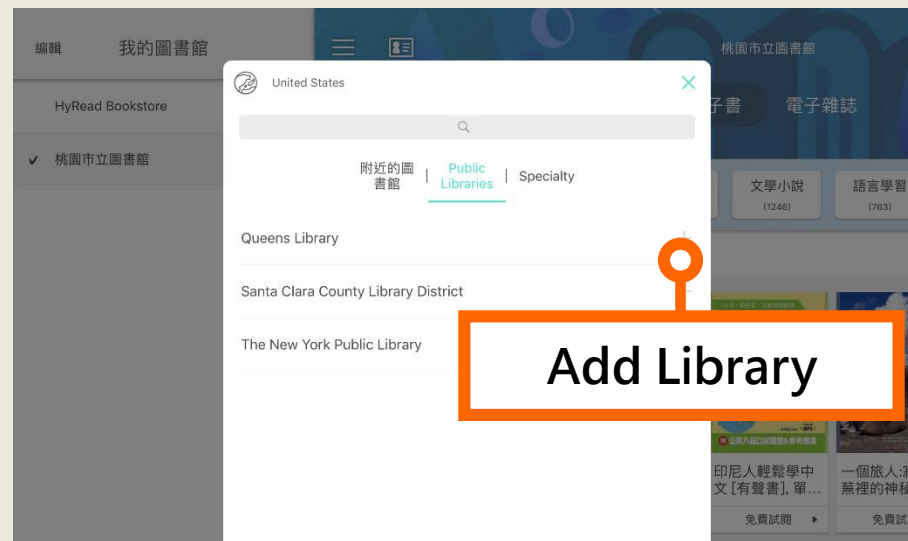 編輯 我的圖書館
桃園市立圖書館
United States
HyRead Bookstore
子書 電子雜誌
✔ 桃園市立圖書館
附近的圖
書館 | Public
Libraries | Specialty
文學小說
(1246)
語言學習
(763)
Queens Library
Santa Clara County Library District
The New York Public Library
Add Library
印尼人輕鬆學中
文 [有聲書], 單...
一個旅人:
蕪裡的神秘
免費試閱
免費試